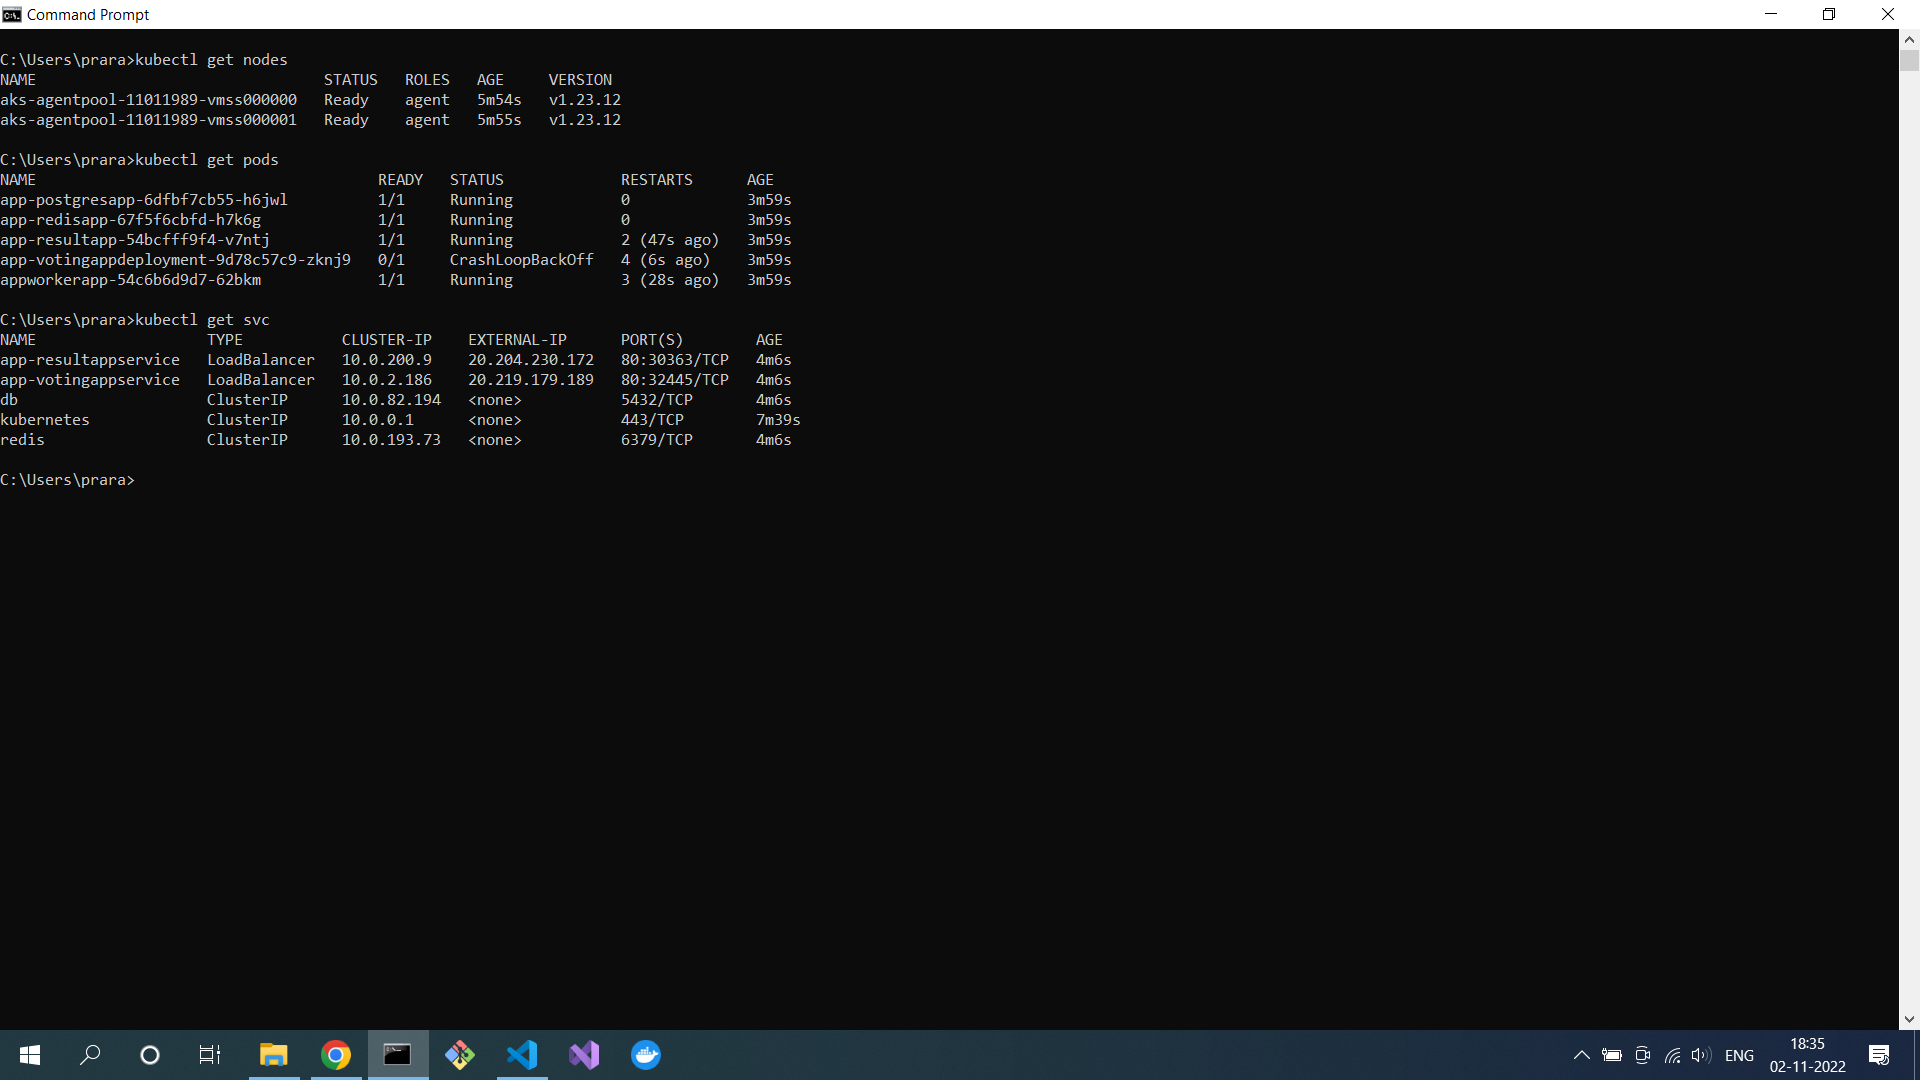 Command Prompt
C:\Users\prara>kubectl get nodes
NAME STATUS ROLES AGE VERSION
aks-agentpool-11011989-vmss000000 Ready agent 5m54s v1.23.12
aks-agentpool-11011989-vmss000001 Ready agent 5m55s v1.23.12
C:\Users\prara>kubectl get pods
NAME READY STATUS RESTARTS AGE
app-postgresapp-6dfbf7cb55-h6jwl 1/1 Running 0 3m59s
app-redisapp-67f5f6cbfd-h7k6g 1/1 Running 0 3m59s
app-resultapp-54bcfff9f4-v7ntj 1/1 Running 2 (47s ago) 3m59s
app-votingappdeployment-9d78c57c9-zknj9 0/1 CrashLoopBackOff 4 (6s ago) 3m59s
appworkerapp-54c6b6d9d7-62bkm 1/1 Running 3 (28s ago) 3m59s
C:\Users\prara>kubectl get svc
NAME TYPE CLUSTER-IP EXTERNAL-IP PORT(S) AGE
app-resultappservice LoadBalancer 10.0.200.9 20.204.230.172 80:30363/TCP 4m6s
app-votingappservice LoadBalancer 10.0.2.186 20.219.179.189 80:32445/TCP 4m6s
db ClusterIP 10.0.82.194 <none> 5432/TCP 4m6s
kubernetes ClusterIP 10.0.0.1 <none> 443/TCP 7m39s
redis ClusterIP 10.0.193.73 <none> 6379/TCP 4m6s
C:\Users\prara>
ENG
18:35
02-11-2022